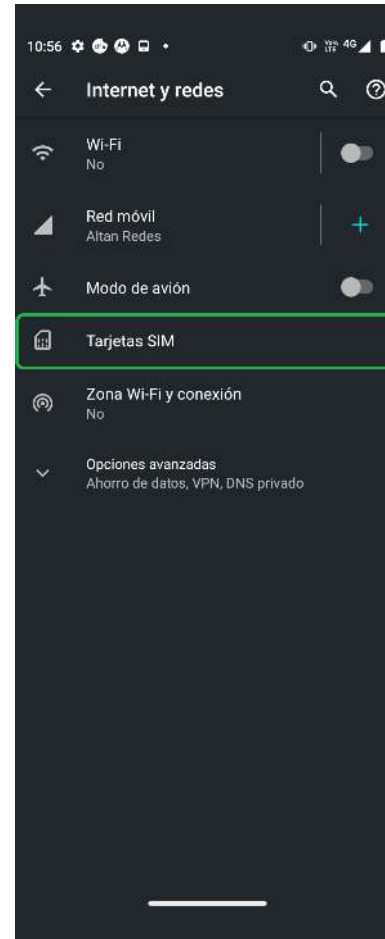 10:56
VoLTE 4G
Internet y redes
Wi-Fi
No
Red móvil
Altan Redes
Modo de avión
Tarjetas SIM
Zona Wi-Fi y conexión
No
Opciones avanzadas
Ahorro de datos, VPN, DNS privado